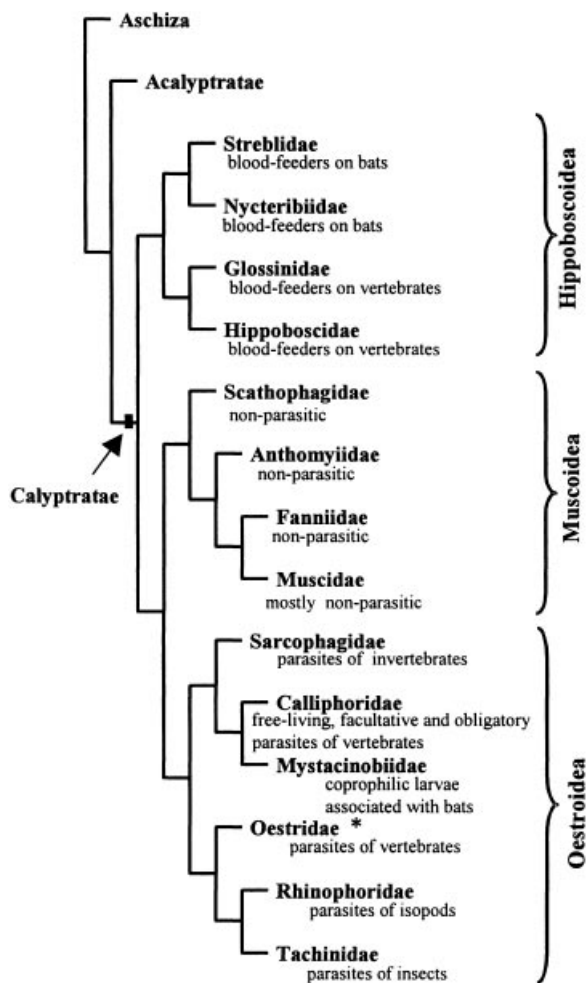 Aschiza
Acalyptratae
Streblidae
blood-feeders on bats
Nycteribiidae
blood-feeders on bats
Glossinidae
blood-feeders on vertebrates
Hippoboscidae
blood-feeders on vertebrates
Hippoboscoidea
Scathophagidae
non-parasitic
Anthomyiidae
non-parasitic
Calyptratae
Fanniidae
non-parasitic
Muscidae
mostly non-parasitic
Muscoidea
Sarcophagidae
parasites of invertebrates
Calliphoridae
free-living, facultative and obligatory
parasites of vertebrates
Mystacinobiidae
coprophilic larvae
associated with bats
Oestridae *
parasites of vertebrates
Rhinophoridae
parasites of isopods
Tachinidae
parasites of insects
Oestroidea